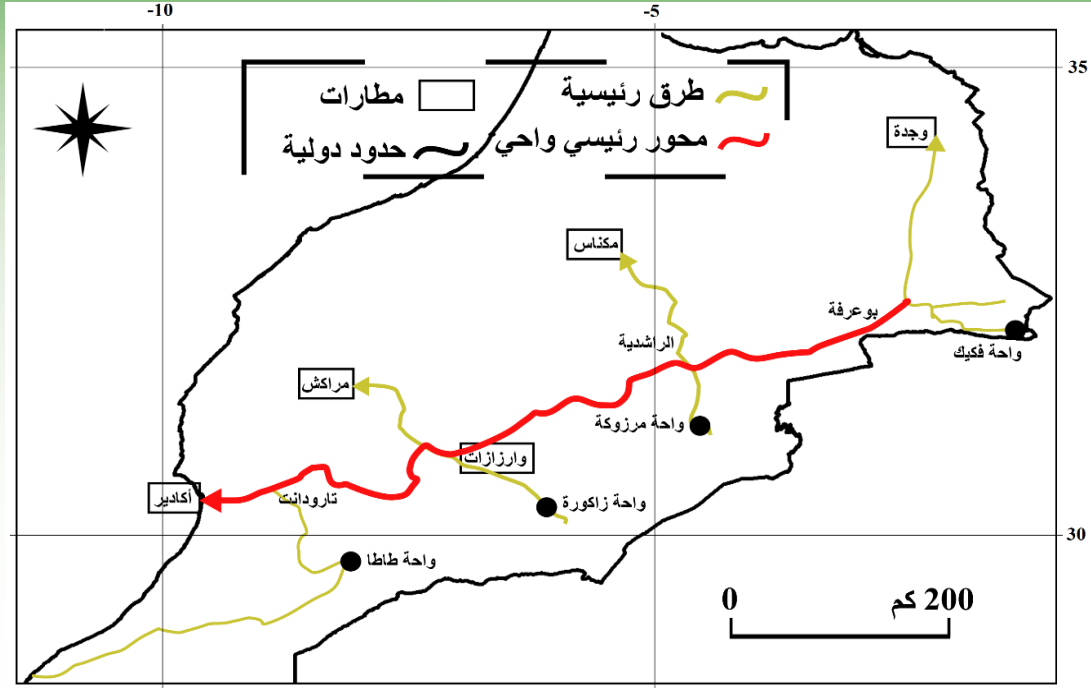 -10
-5
35
طرق رئيسية
مطارات
محور رئيسي واحي
حدود دولية
وجدة
مكناس
بوعرفة
الراشدية
واحة فكيك
مراكش
واحة مرزوكة
وارزازات
أكادير
تارودانت
واحة زاكورة
30
واحة طاطا
0
200 كم